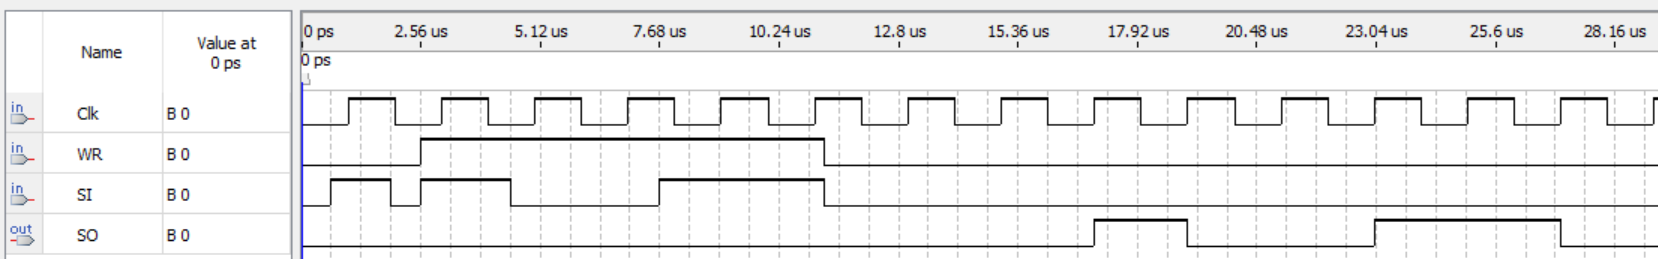 Name
Value at
0 ps
0 ps 2.56 us 5.12 us 7.68 us 10.24 us 12.8 us 15.36 us 17.92 us 20.48 us 23.04 us 25.6 us 28.16 us
0 ps
in Clk B 0
in WR B 0
in SI B 0
out SO B 0